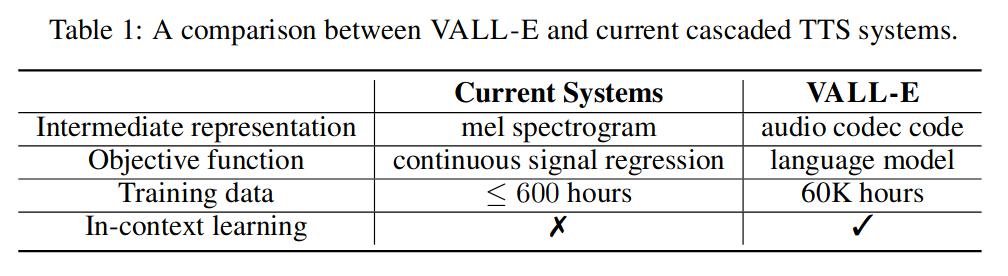 Table 1: A comparison between VALL-E and current cascaded TTS systems.
Current Systems VALL-E
Intermediate representation mel spectrogram audio codec code
Objective function continuous signal regression language model
Training data ≤ 600 hours 60K hours
In-context learning ✗ ✓